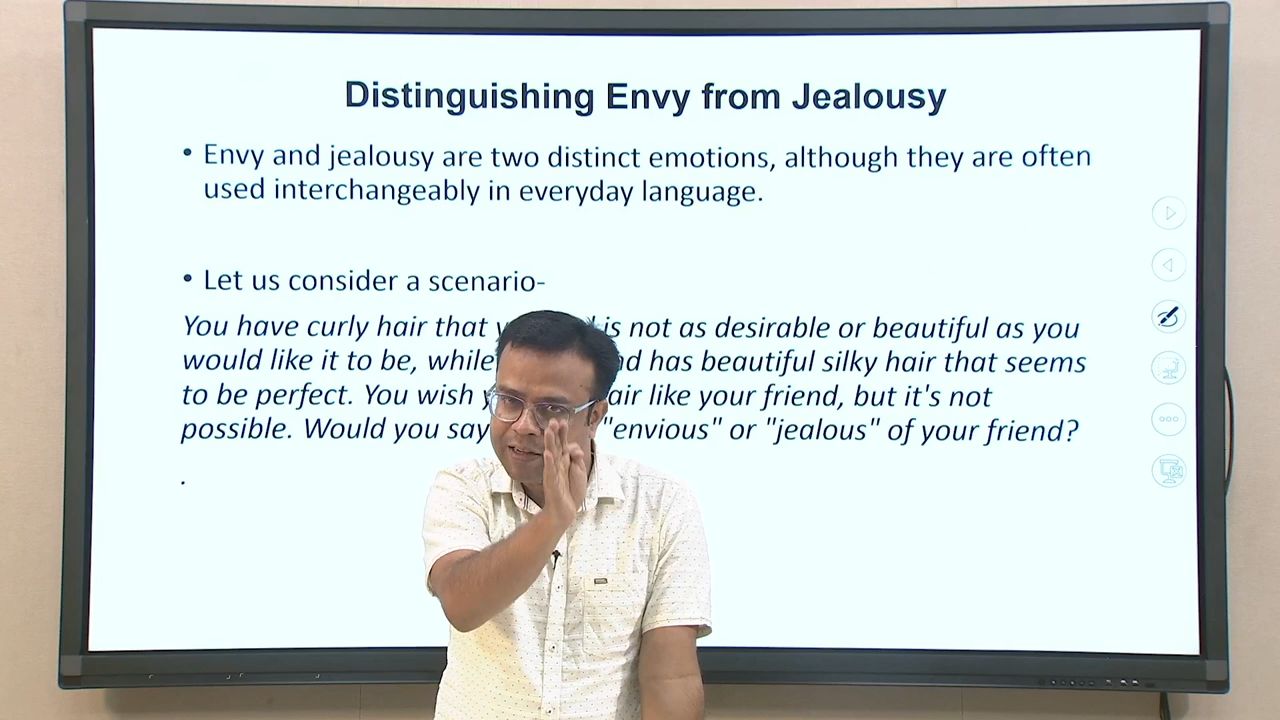 Distinguishing Envy from Jealousy
• Envy and jealousy are two distinct emotions, although they are often
used intercheably in everyday language.
• Let us consider a scenario-
You have curly hair that is not as desirable or beautiful as you
would like it to be, while has beautiful silky hair that seems
to be perfect. You wish like your friend, but it's not
possible. Would you say "envious" or "jealous" of your friend?
.